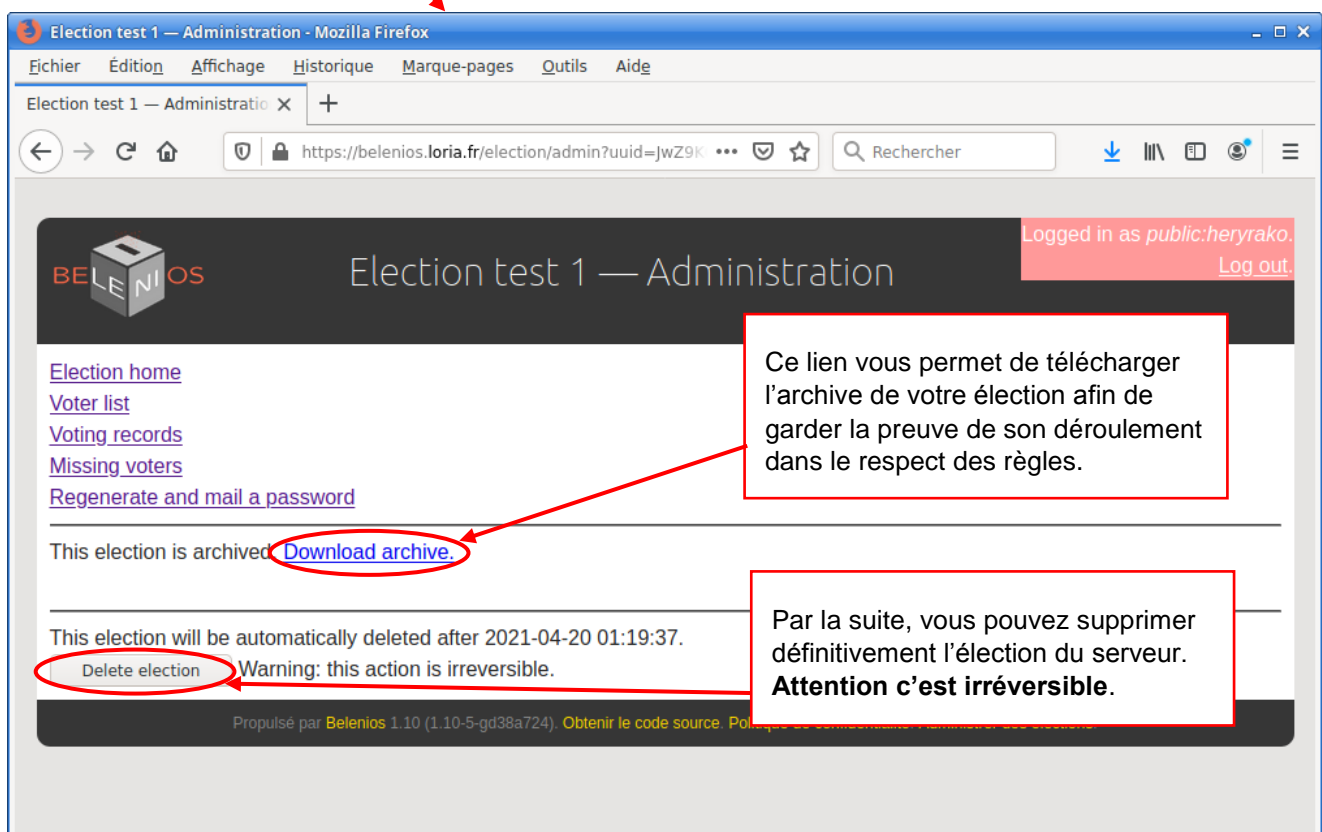 Election test 1 — Administration - Mozilla Firefox
Fichier Édition Affichage Historique Marque-pages Outils Aide
Election test 1 — Administratio
https://belenios.loria.fr/election/admin?uuid=JwZ9K
Rechercher
BELENIOS
Election test 1 — Administration
Logged in as public:heryrako.
Log out.
Ce lien vous permet de télécharger
l’archive de votre élection afin de
garder la preuve de son déroulement
dans le respect des règles.
Election home
Voter list
Voting records
Missing voters
Regenerate and mail a password
This election is archived. Download archive.
Par la suite, vous pouvez supprimer
définitivement l’élection du serveur.
Attention c’est irréversible.
This election will be automatically deleted after 2021-04-20 01:19:37.
Delete election Warning: this action is irreversible.
Propulsé par Belenios 1.10 (1.10-5-gd38a724). Obtenir le code source.